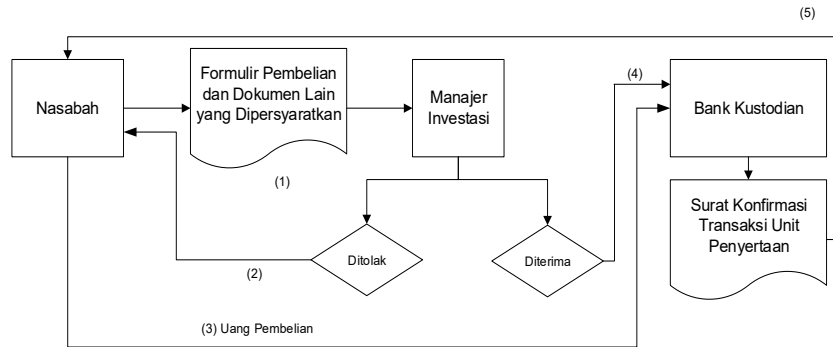 (5)
Nasabah
Formulir Pembelian
dan Dokumen Lain
yang Dipersyaratkan
(1)
Manajer
Investasi
(4)
Bank Kustodian
Surat Konfirmasi
Transaksi Unit
Penyertaan
Ditolak
Diterima
(2)
(3) Uang Pembelian